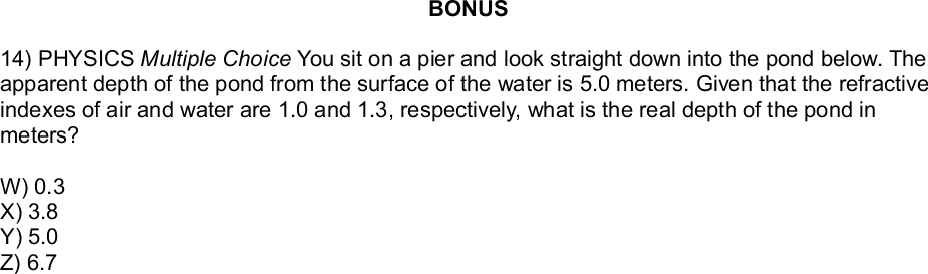 BONUS
14) PHYSICS Multiple Choice You sit on a pier and look straight down into the pond below. The
apparent depth of the pond from the surface of the water is 5.0 meters. Given that the refractive
indexes of air and water are 1.0 and 1.3, respectively, what is the real depth of the pond in
meters?
W) 0.3
X) 3.8
Y) 5.0
Z) 6.7